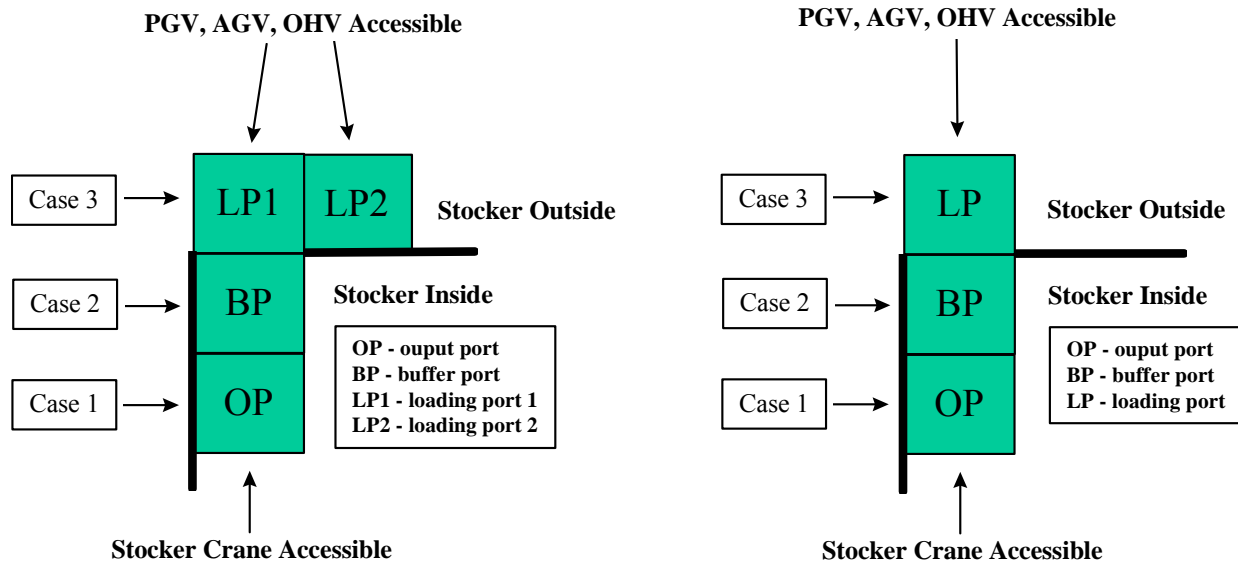 PGV, AGV, OHV Accessible
Case 3
LP1
LP2
Stocker Outside
Case 2
BP
Stocker Inside
OP - ouput port
BP - buffer port
LP1 - loading port 1
LP2 - loading port 2
Case 1
OP
Stocker Crane Accessible
PGV, AGV, OHV Accessible
Case 3
LP
Stocker Outside
Case 2
BP
Stocker Inside
OP - ouput port
BP - buffer port
LP - loading port
Case 1
OP
Stocker Crane Accessible